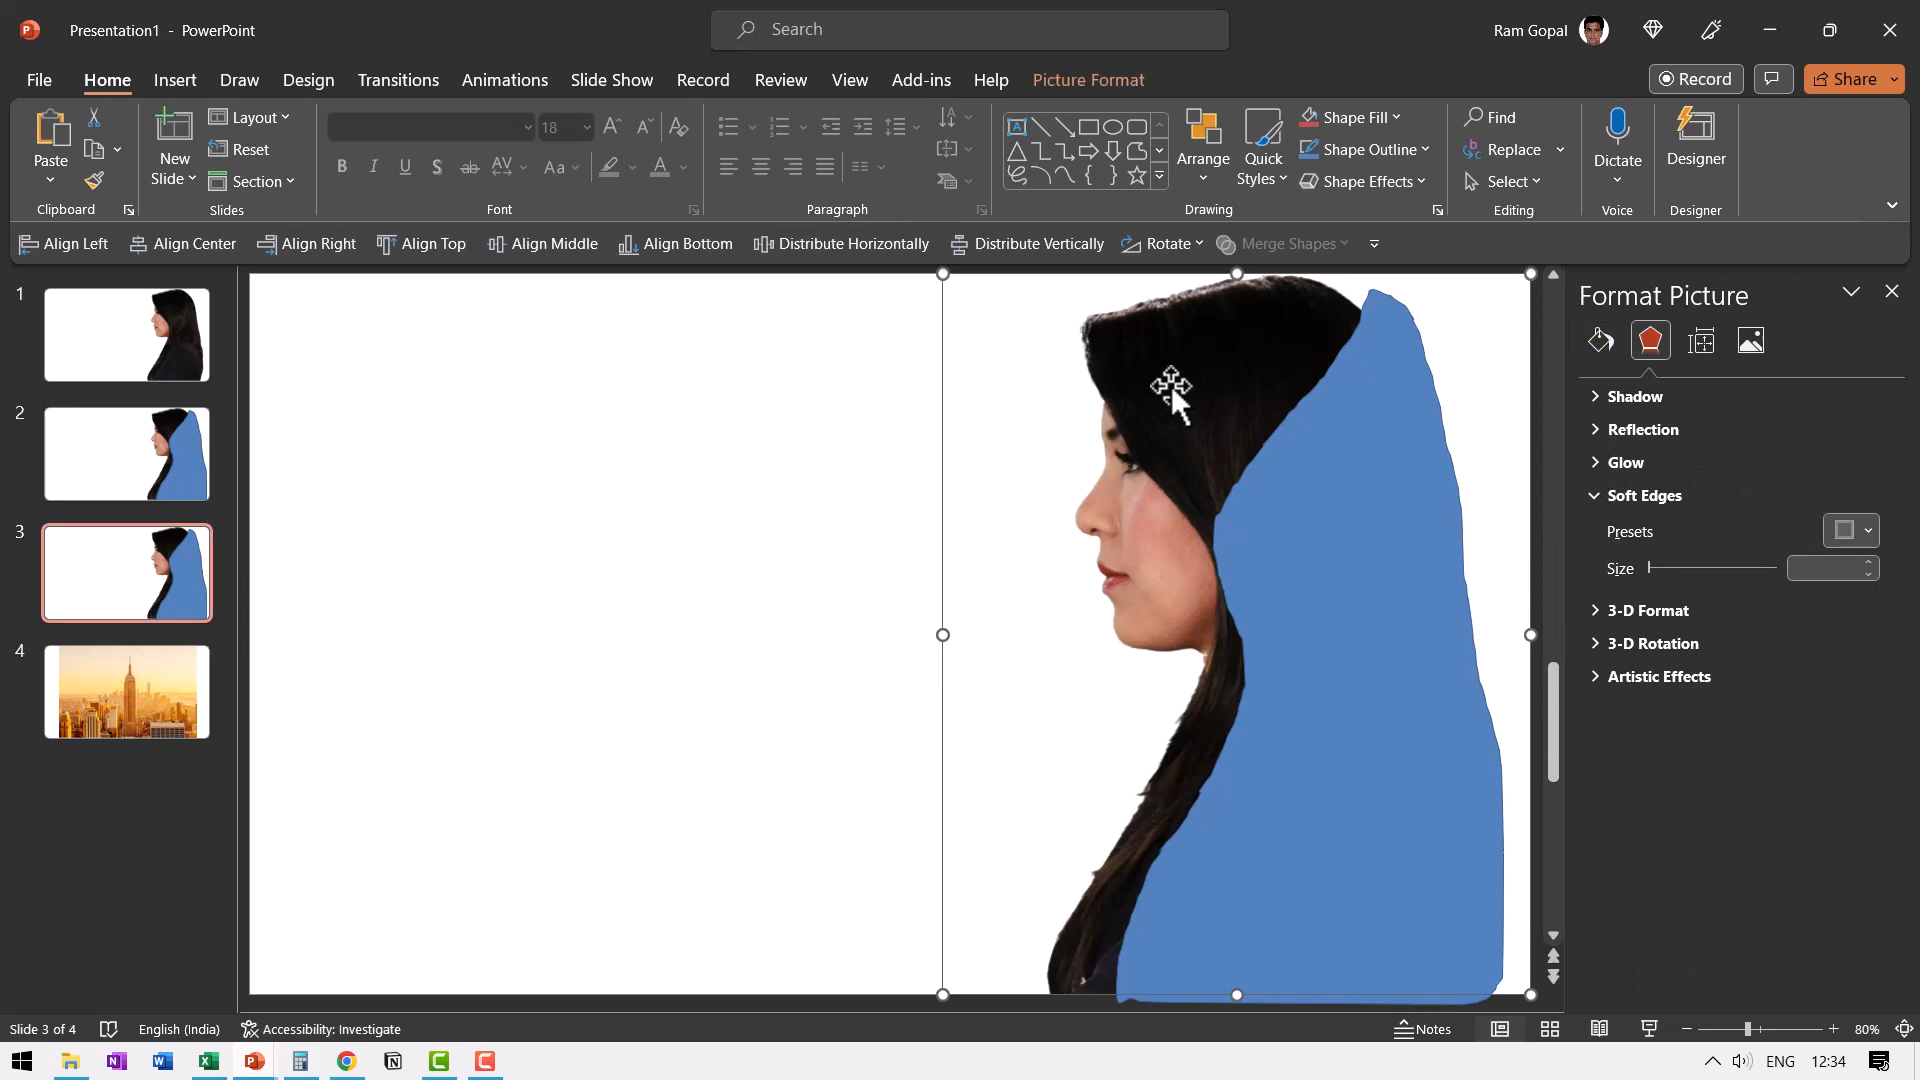 Presentation1 - PowerPoint
Search
Ram Gopal
File Home Insert Draw Design Transitions Animations Slide Show Record Review View Add-ins Help Picture Format
Record
Share
Paste
New Slide
Layout
Reset
Section
18
Shape Fill
Shape Outline
Shape Effects
Arrange
Quick Styles
Find
Replace
Select
Dictate
Designer
Clipboard Slides Font Paragraph Drawing Editing Voice Designer
Align Left Align Center Align Right Align Top Align Middle Align Bottom Distribute Horizontally Distribute Vertically Rotate Merge Shapes
1
2
3
4
Format Picture
Shadow
Reflection
Glow
Soft Edges
Presets
Size
3-D Format
3-D Rotation
Artistic Effects
Slide 3 of 4 English (India) Accessibility: Investigate Notes 80%
ENG 12:34